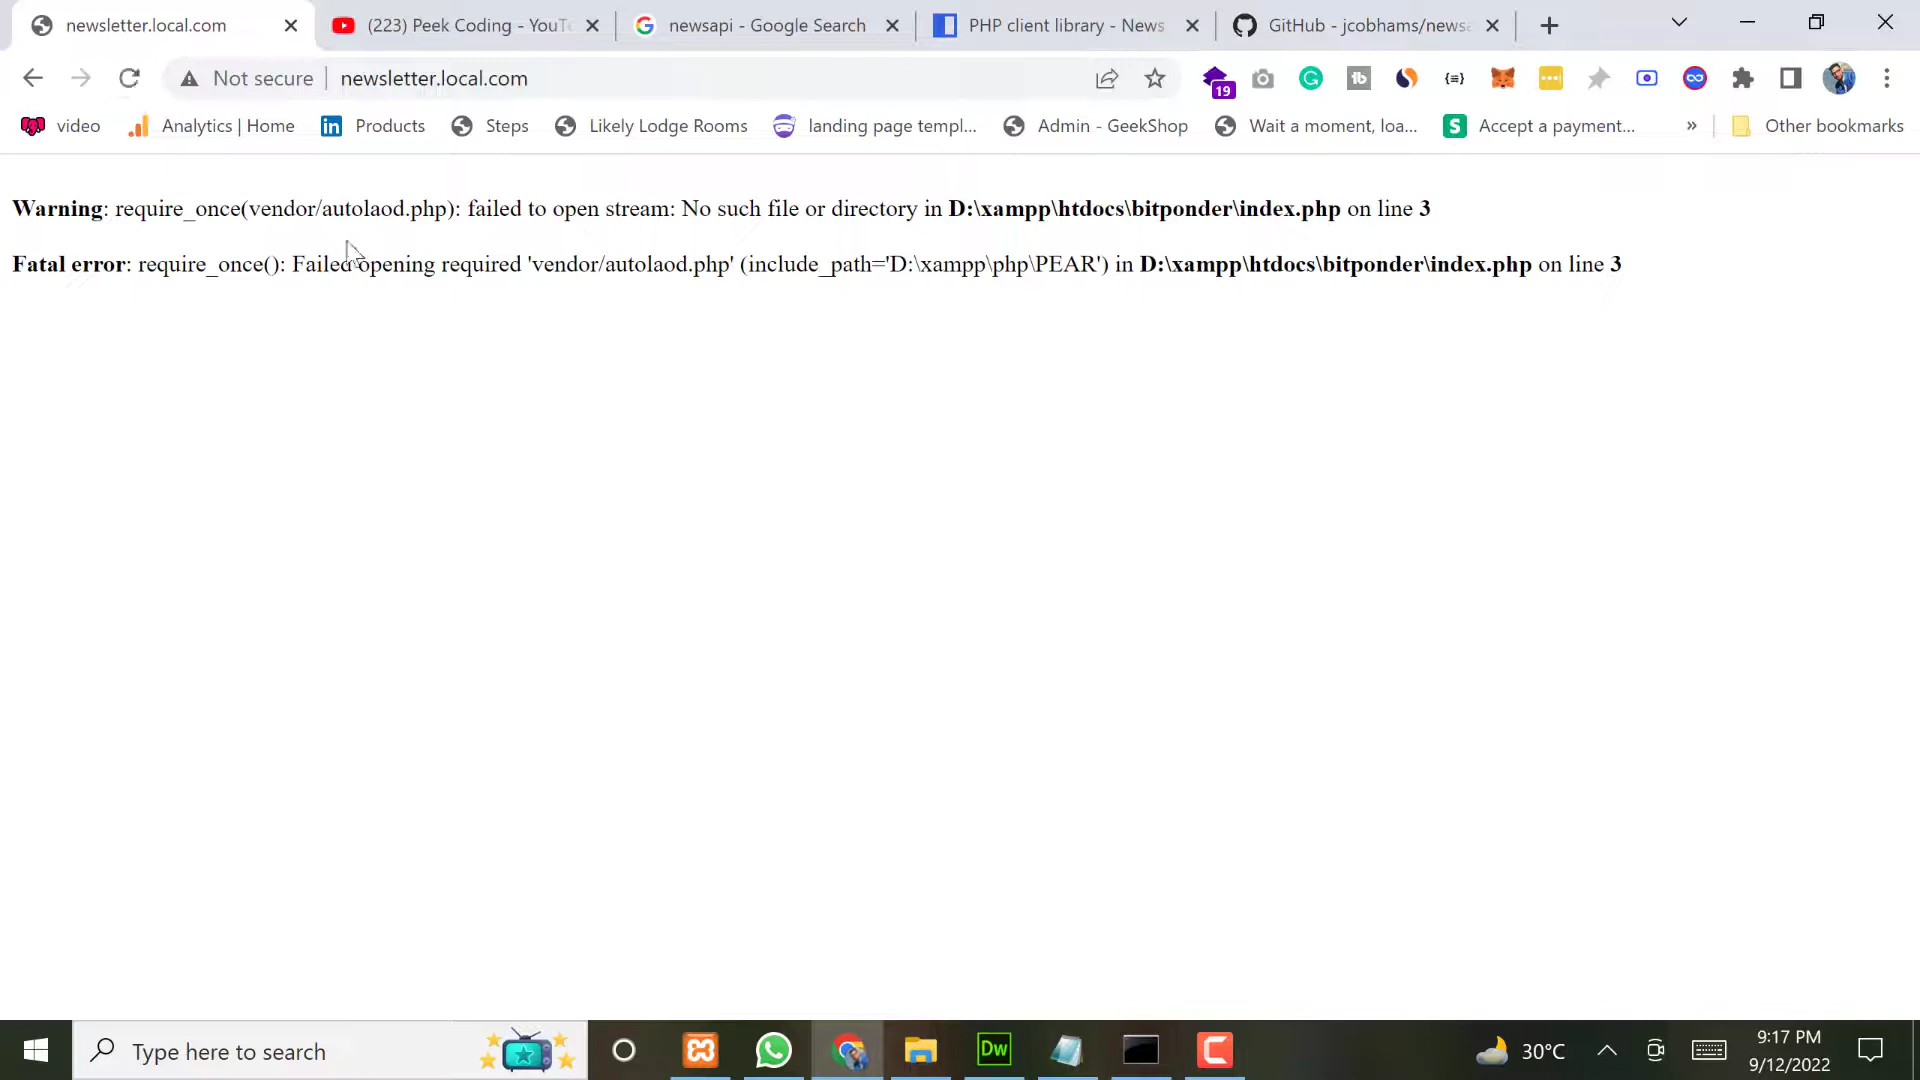 newsletter.local.com
(223) Peek Coding - YouT
newsapi - Google Search
PHP client library - News
GitHub - jcobhams/newsa
Not secure
newsletter.local.com
19
video
Analytics | Home
Products
Steps
Likely Lodge Rooms
landing page templ...
Admin - GeekShop
Wait a moment, loa...
Accept a payment...
»
Other bookmarks
Warning: require_once(vendor/autolaod.php): failed to open stream: No such file or directory in D:\xampp\htdocs\bitponder\index.php on line 3
Fatal error: require_once(): Failed opening required 'vendor/autolaod.php' (include_path='D:\xampp\php\PEAR') in D:\xampp\htdocs\bitponder\index.php on line 3
Type here to search
Dw
30°C
9:17 PM
9/12/2022